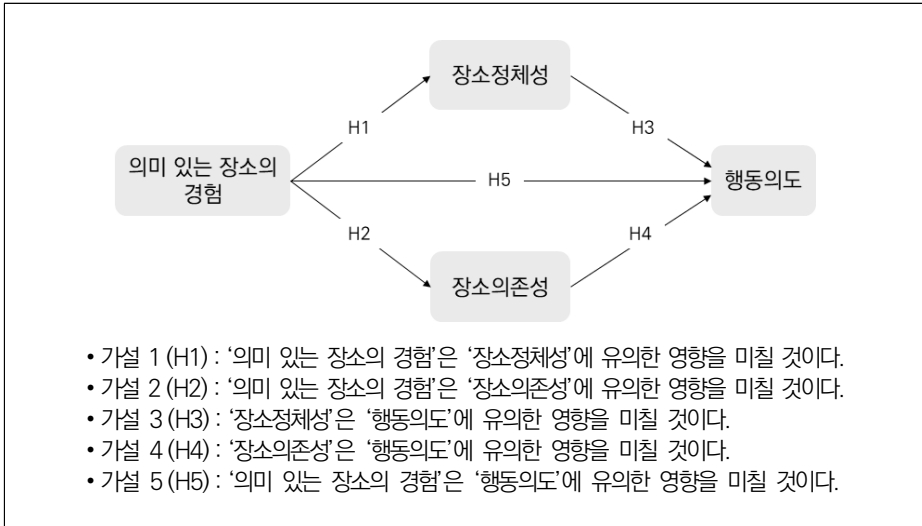 장소정체성
H1
H3
의미 있는 장소의
경험
H5
행동의도
H2
H4
장소의존성
• 가설 1 (H1) : ‘의미 있는 장소의 경험’은 ‘장소정체성’에 유의한 영향을 미칠 것이다.
• 가설 2 (H2) : ‘의미 있는 장소의 경험’은 ‘장소의존성’에 유의한 영향을 미칠 것이다.
• 가설 3 (H3) : ‘장소정체성’은 ‘행동의도’에 유의한 영향을 미칠 것이다.
• 가설 4 (H4) : ‘장소의존성’은 ‘행동의도’에 유의한 영향을 미칠 것이다.
• 가설 5 (H5) : ‘의미 있는 장소의 경험’은 ‘행동의도’에 유의한 영향을 미칠 것이다.